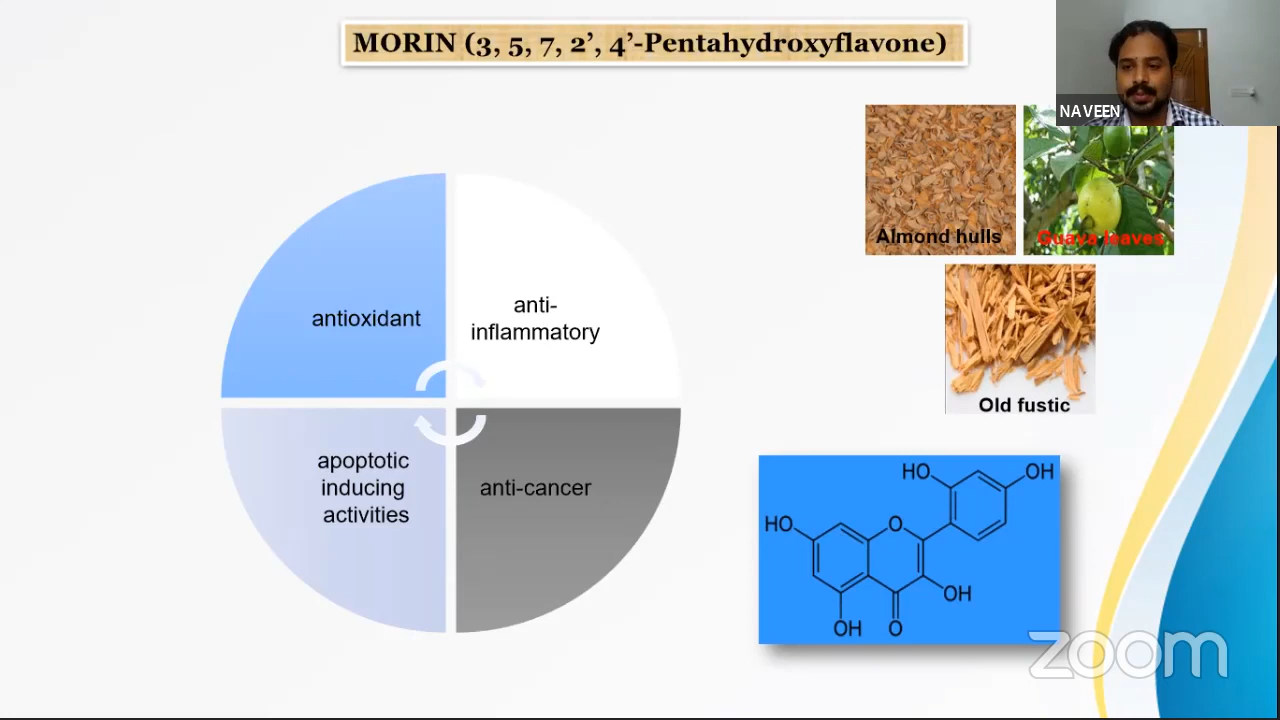 MORIN (3, 5, 7, 2’, 4’-Pentahydroxyflavone)
NAVEEN
antioxidant
anti-
inflammatory
apoptotic
inducing
activities
anti-cancer
Almond hulls
Guava leaves
Old fustic
HO
OH
HO
O
OH
OH
O
zoom